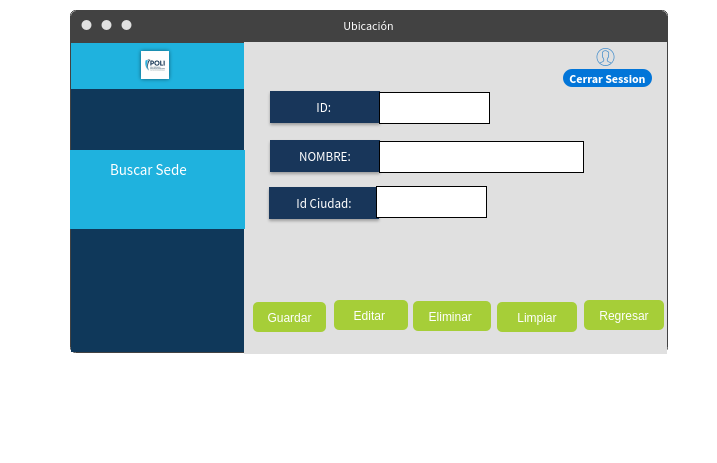 Ubicación
POLI
Cerrar Session
ID:
NOMBRE:
Buscar Sede
Id Ciudad:
Guardar
Editar
Eliminar
Limpiar
Regresar